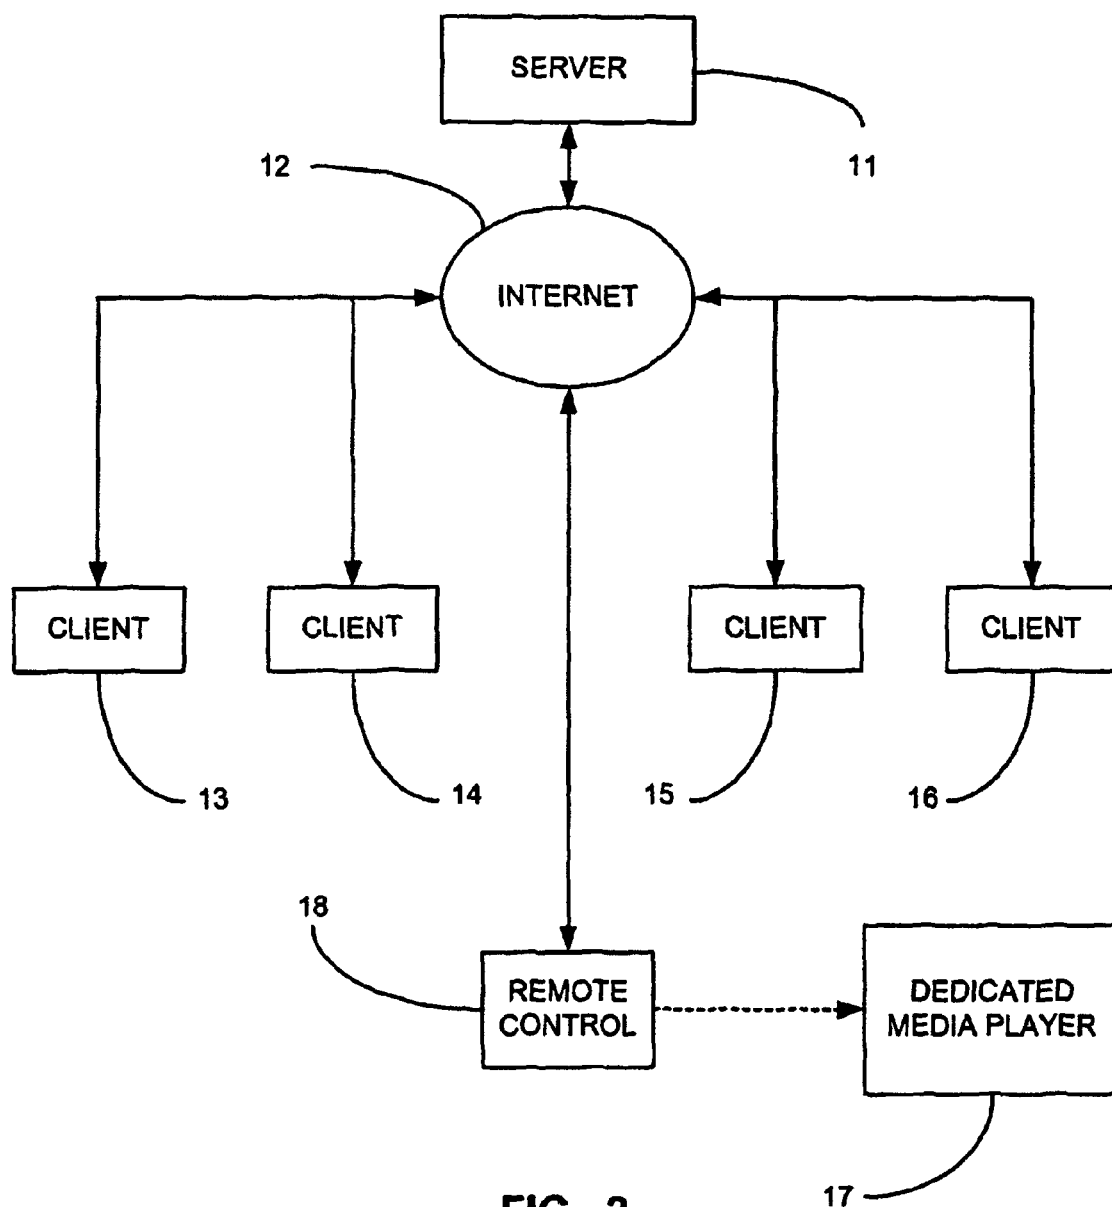 SERVER
11
12
INTERNET
CLIENT
CLIENT
CLIENT
CLIENT
13
14
15
16
18
REMOTE
CONTROL
DEDICATED
MEDIA PLAYER
17